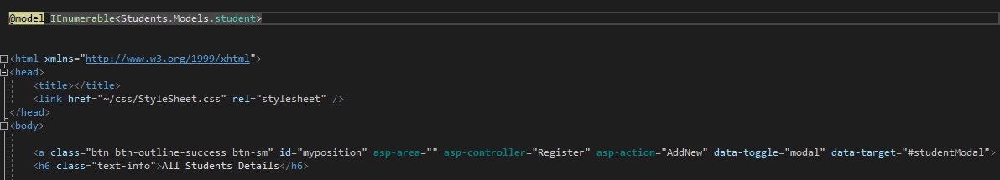 @model IEnumerable<Students.Models.student>
<html xmlns="http://www.w3.org/1999/xhtml">
<head>
<title></title>
<link href="~/css/StyleSheet.css" rel="stylesheet" />
</head>
<body>
<a class="btn btn-outline-success btn-sm" id="myposition" asp-area="" asp-controller="Register" asp-action="AddNew" data-toggle="modal" data-target="#studentModal">
<h6 class="text-info">All Students Details</h6>